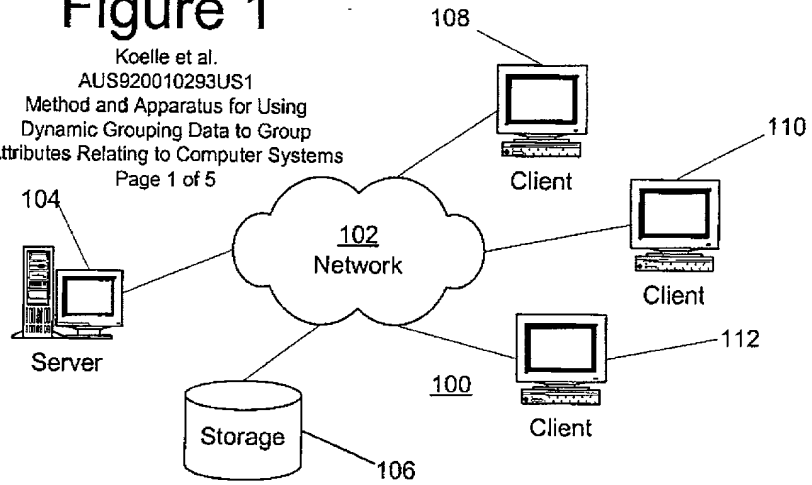 Figure 1
Koelle et al.
AUS920010293US1
Method and Apparatus for Using
Dynamic Grouping Data to Group
ttributes Relating to Computer Systems
Page 1 of 5
108
110
104
Client
102
Network
Client
Server
112
100
Storage
Client
106